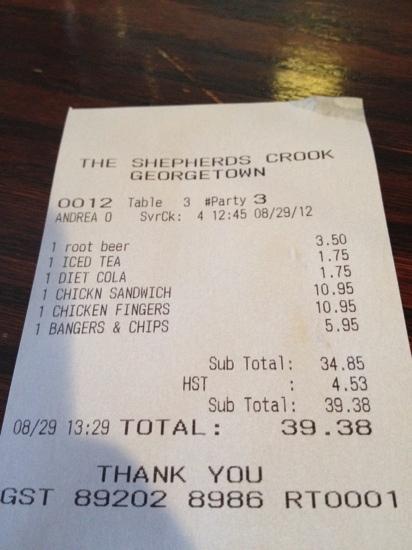 THE SHEPHERDS CROOK
GEORGETOWN
0012 Table 3 #Party 3
ANDREA O SvrCk: 4 12:45 08/29/12
1 root beer 3.50
1 ICED TEA 1.75
1 DIET COLA 1.75
1 CHICKN SANDWICH 10.95
1 CHICKEN FINGERS 10.95
1 BANGERS & CHIPS 5.95
Sub Total: 34.85
HST : 4.53
Sub Total: 39.38
08/29 13:29 TOTAL: 39.38
THANK YOU
GST 89202 8986 RT0001